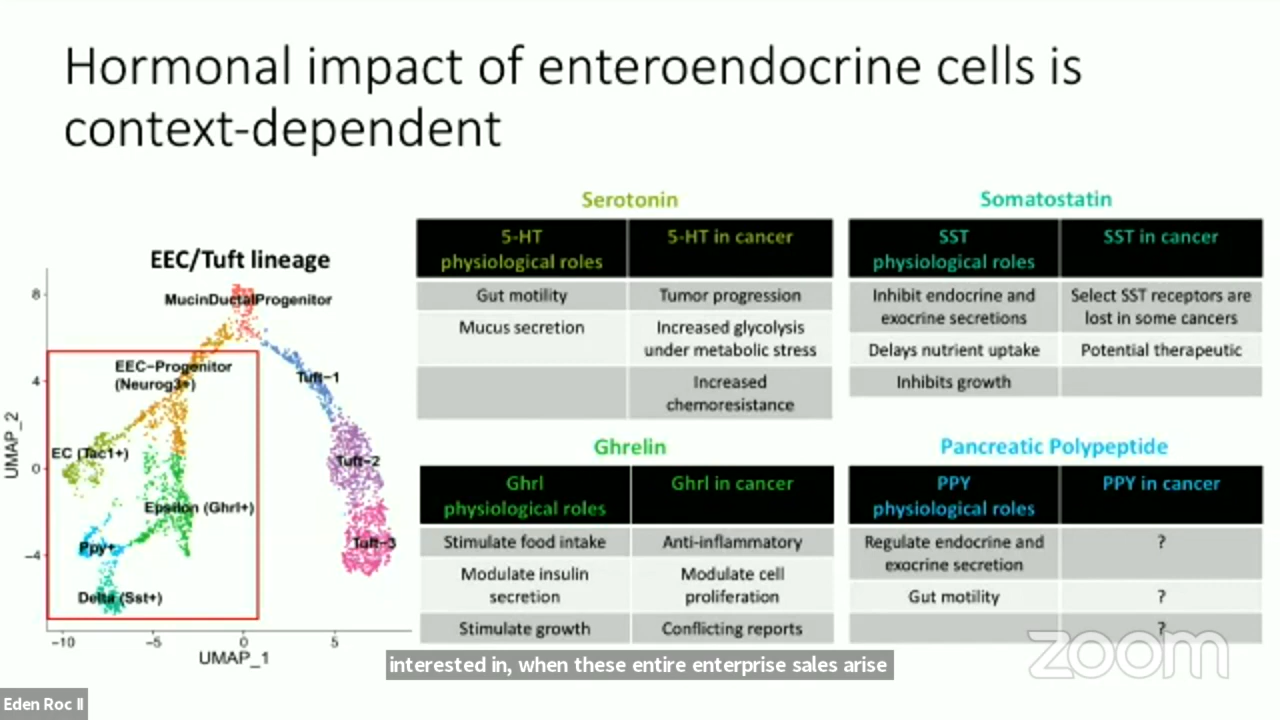 Hormonal impact of enteroendocrine cells is
context-dependent
EEC/Tuft lineage
MucinDuctalProgenitor
EEC-Progenitor
(Neurog3+)
Tuft-1
EC (Tac1+)
Tuft-2
Epsilon (Ghrl+)
Ppy+
Tuft-3
Delta (Sst+)
8
4
0
-4
UMAP_2
-10
-5
0
5
UMAP_1
Serotonin
5-HT
physiological roles
5-HT in cancer
Gut motility
Tumor progression
Mucus secretion
Increased glycolysis
under metabolic stress
Increased
chemoresistance
Somatostatin
SST
physiological roles
SST in cancer
Inhibit endocrine and
exocrine secretions
Select SST receptors are
lost in some cancers
Delays nutrient uptake
Potential therapeutic
Inhibits growth
Ghrelin
Ghrl
physiological roles
Ghrl in cancer
Stimulate food intake
Anti-inflammatory
Modulate insulin
secretion
Modulate cell
proliferation
Stimulate growth
Conflicting reports
Pancreatic Polypeptide
PPY
physiological roles
PPY in cancer
Regulate endocrine and
exocrine secretion
?
Gut motility
?
?
zoom
interested in, when these entire enterprise sales arise
Eden Roc II